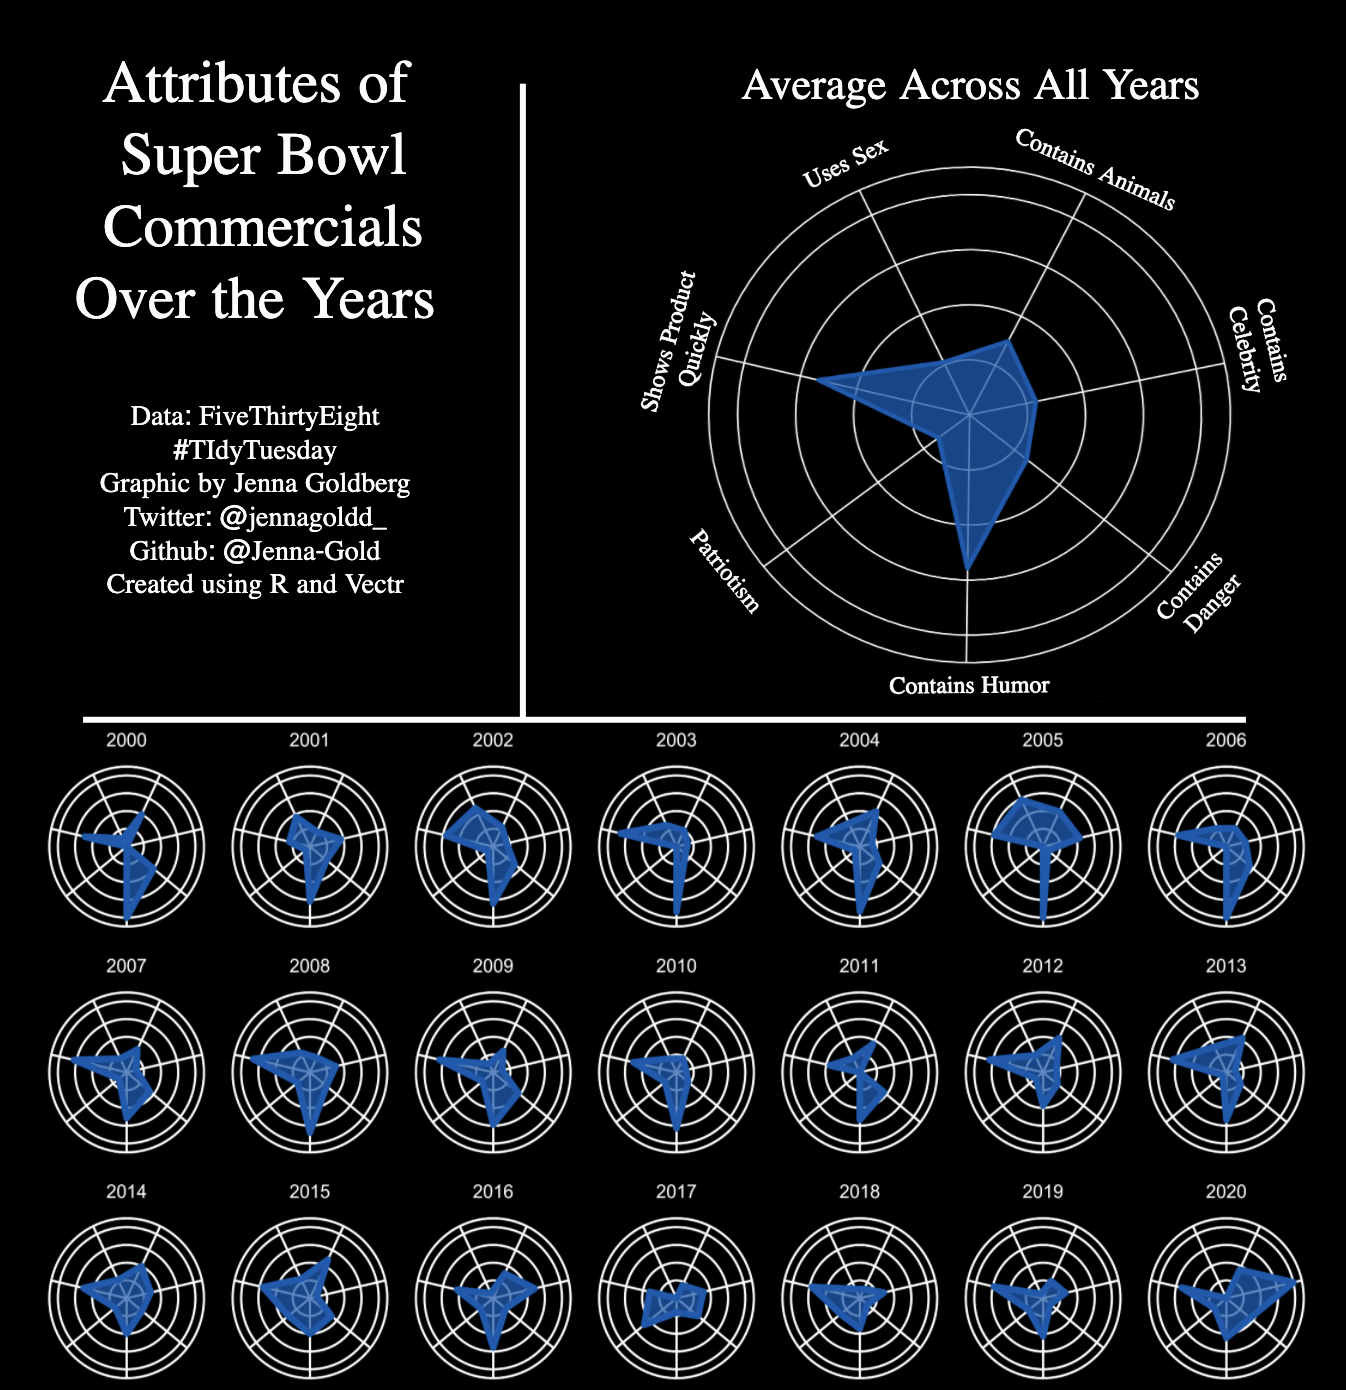 Attributes of
Super Bowl
Commercials
Over the Years
Data: FiveThirtyEight
#TIdyTuesday
Graphic by Jenna Goldberg
Twitter: @jennagoldd_
Github: @Jenna-Gold
Created using R and Vectr
Average Across All Years
Uses Sex
Contains Animals
Shows Product
Quickly
Contains
Celebrity
Patriotism
Contains
Danger
Contains Humor
2000 2001 2002 2003 2004 2005 2006
2007 2008 2009 2010 2011 2012 2013
2014 2015 2016 2017 2018 2019 2020